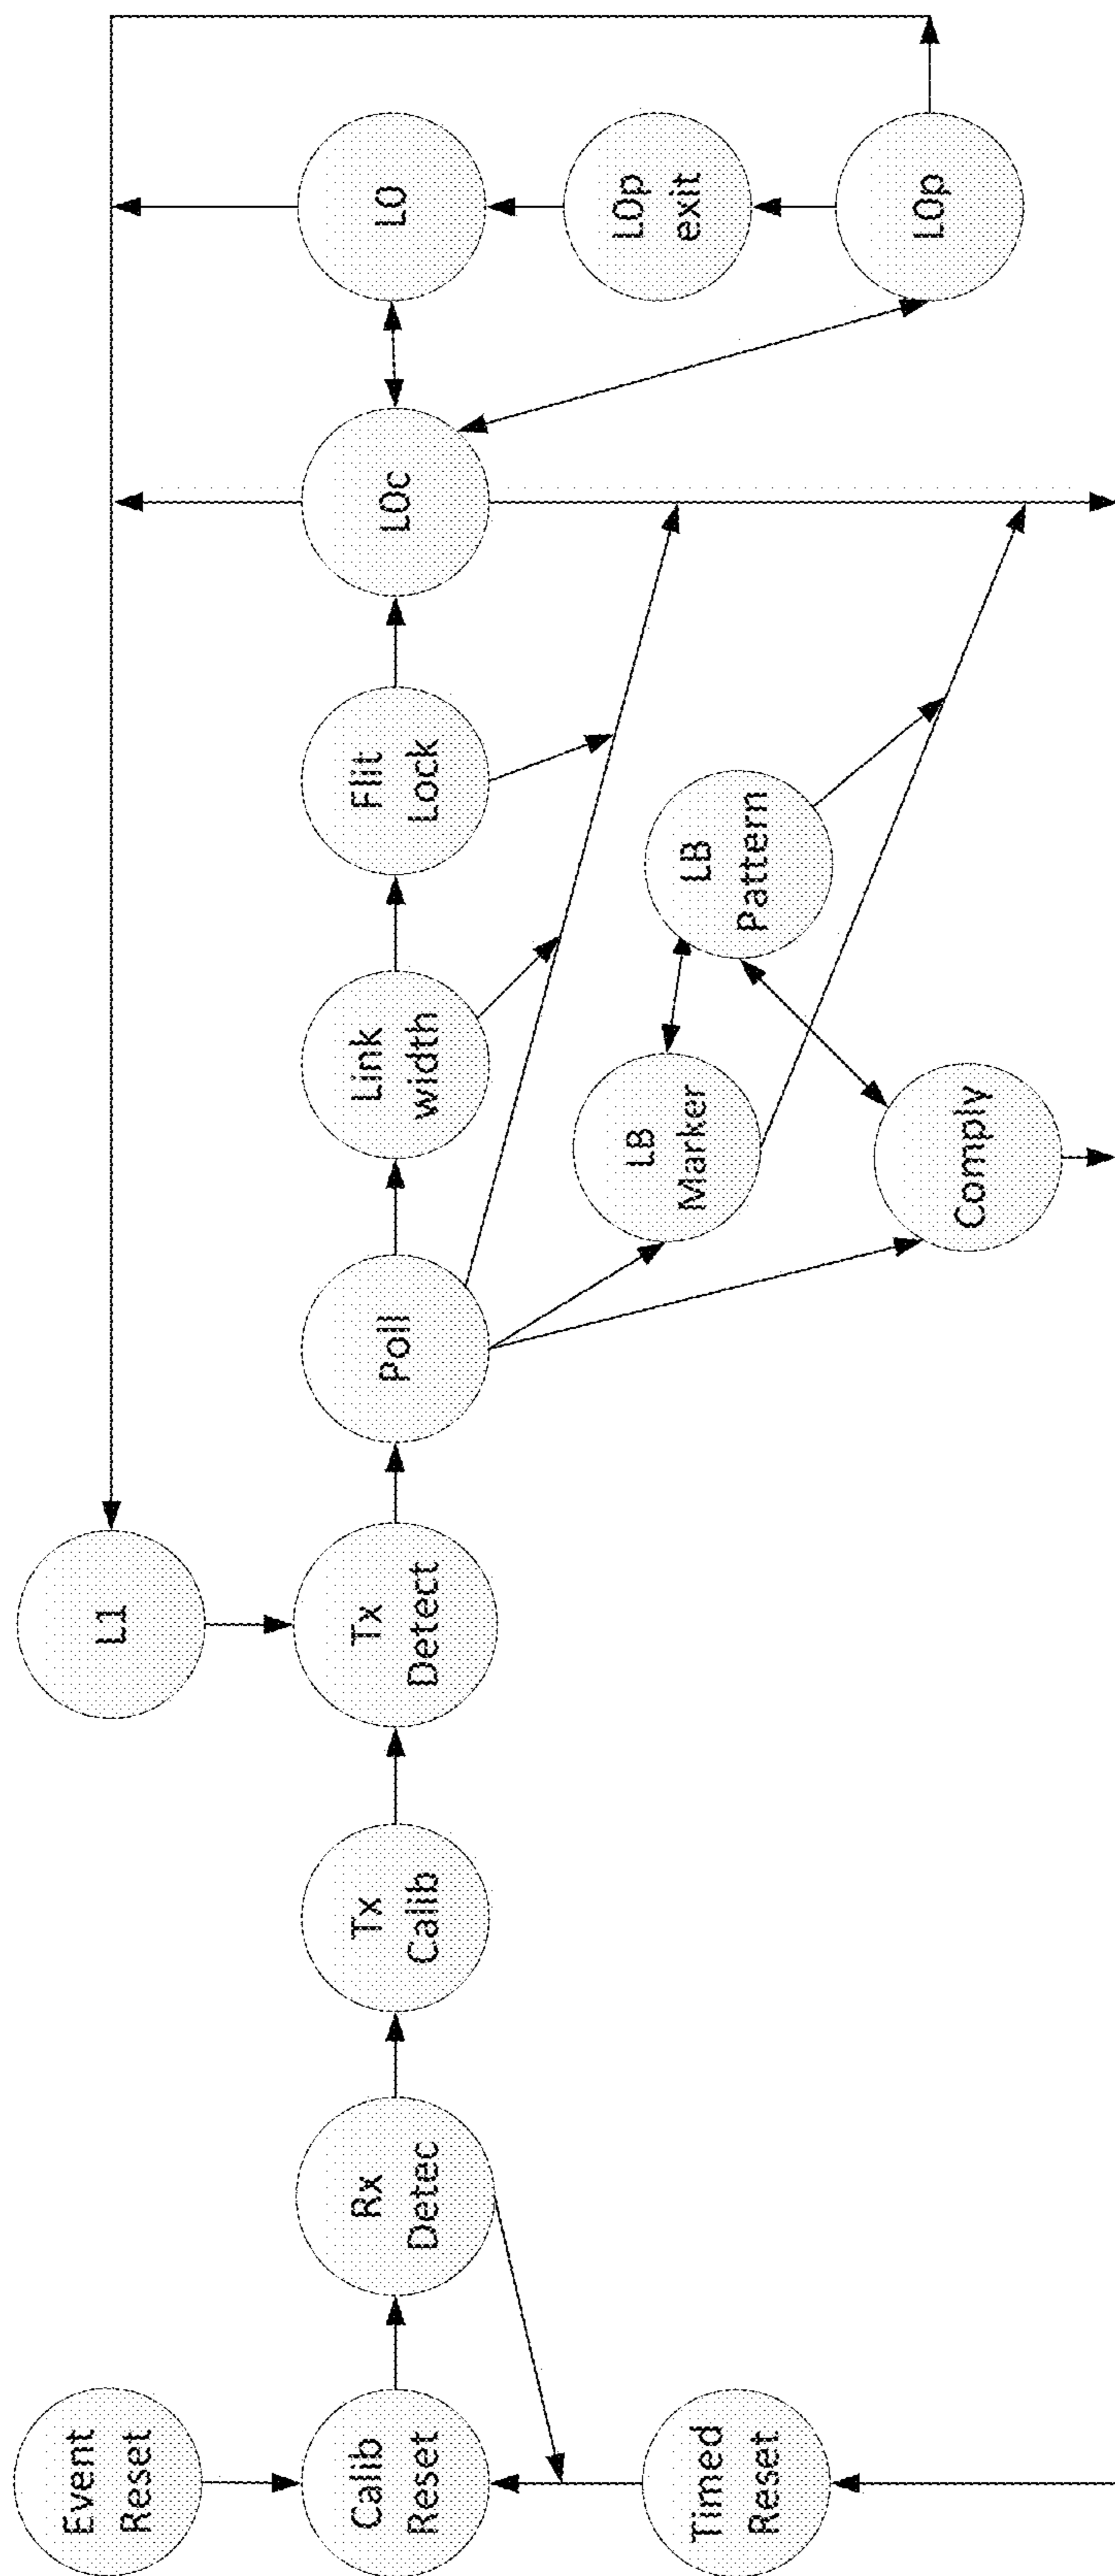 Event
Reset
Calib
Reset
Timed
Reset
Rx
Detec
Tx
Calib
L1
Tx
Detect
Poll
Link
width
LB
Marker
Comply
Flit
Lock
LB
Pattern
L0c
L0
L0p
exit
L0p